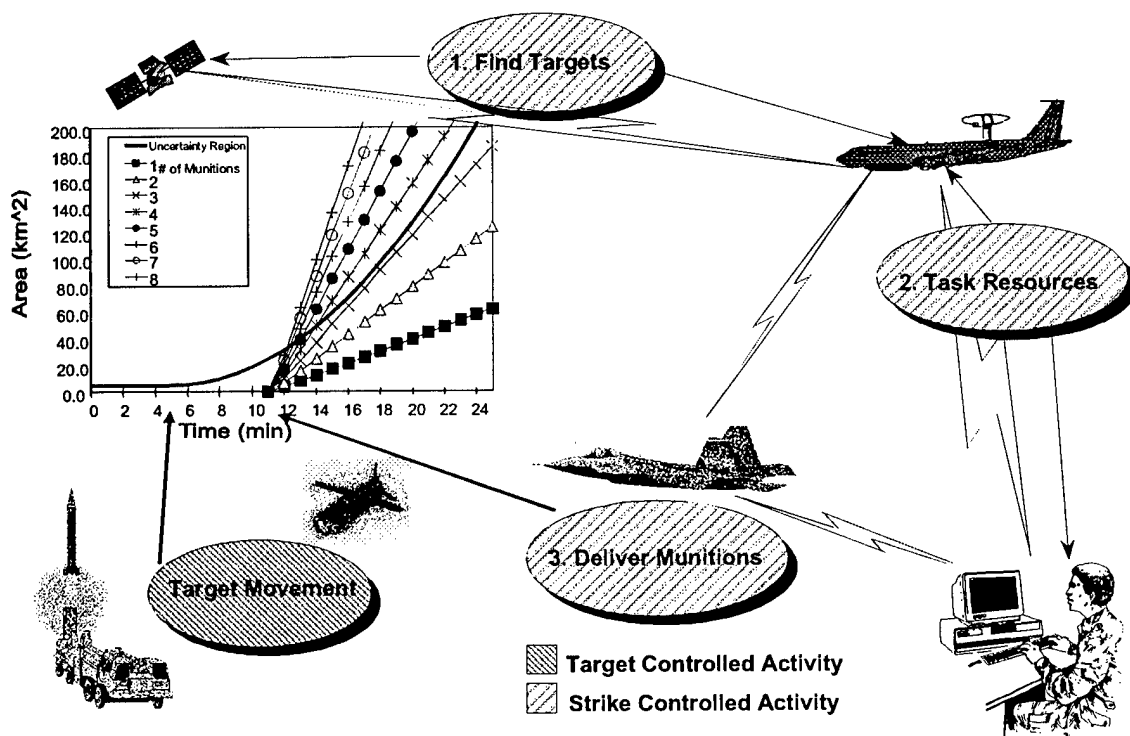 1. Find Targets
200.0
180.0
160.0
140.0
120.0
100.0
80.0
60.0
40.0
20.0
0.0
Area (km^2)
Uncertainty Region
1# of Munitions
2
3
4
5
6
7
8
0 2 4 6 8 10 12 14 16 18 20 22 24
Time (min)
2. Task Resources
3. Deliver Munitions
Target Movement
Target Controlled Activity
Strike Controlled Activity